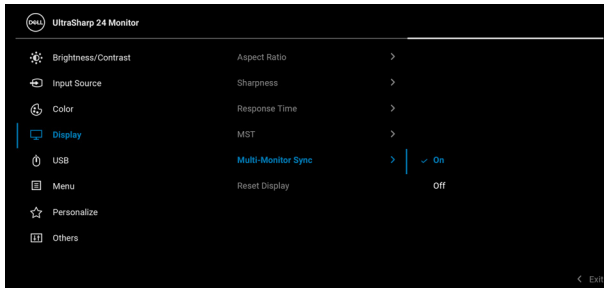 DELL
UltraSharp 24 Monitor
Brightness/Contrast
Input Source
Color
Display
USB
Menu
Personalize
Others
Aspect Ratio
Sharpness
Response Time
MST
Multi-Monitor Sync
Reset Display
On
Off
Exit